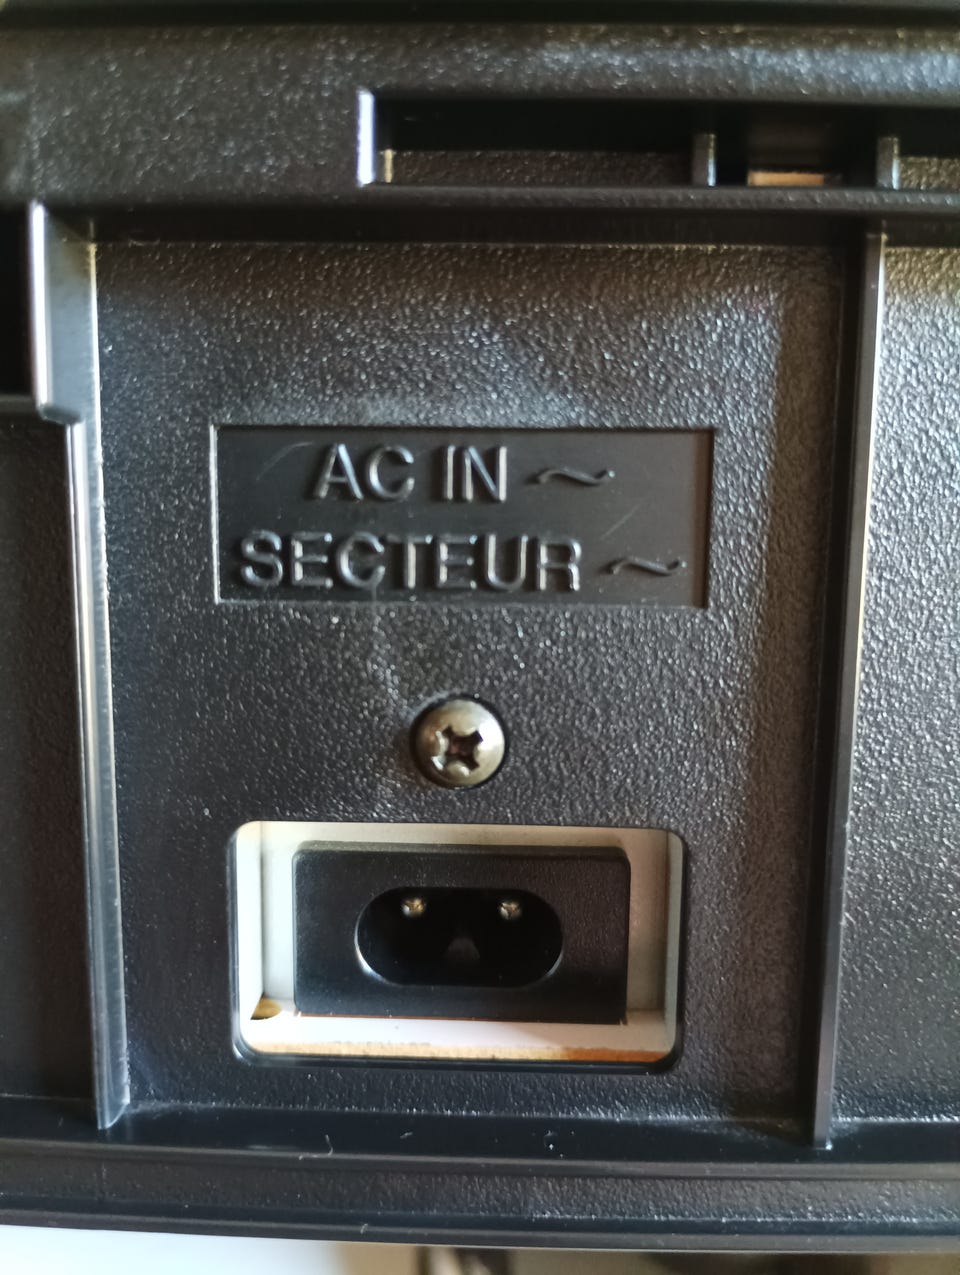 AC IN ~
SECTEUR ~